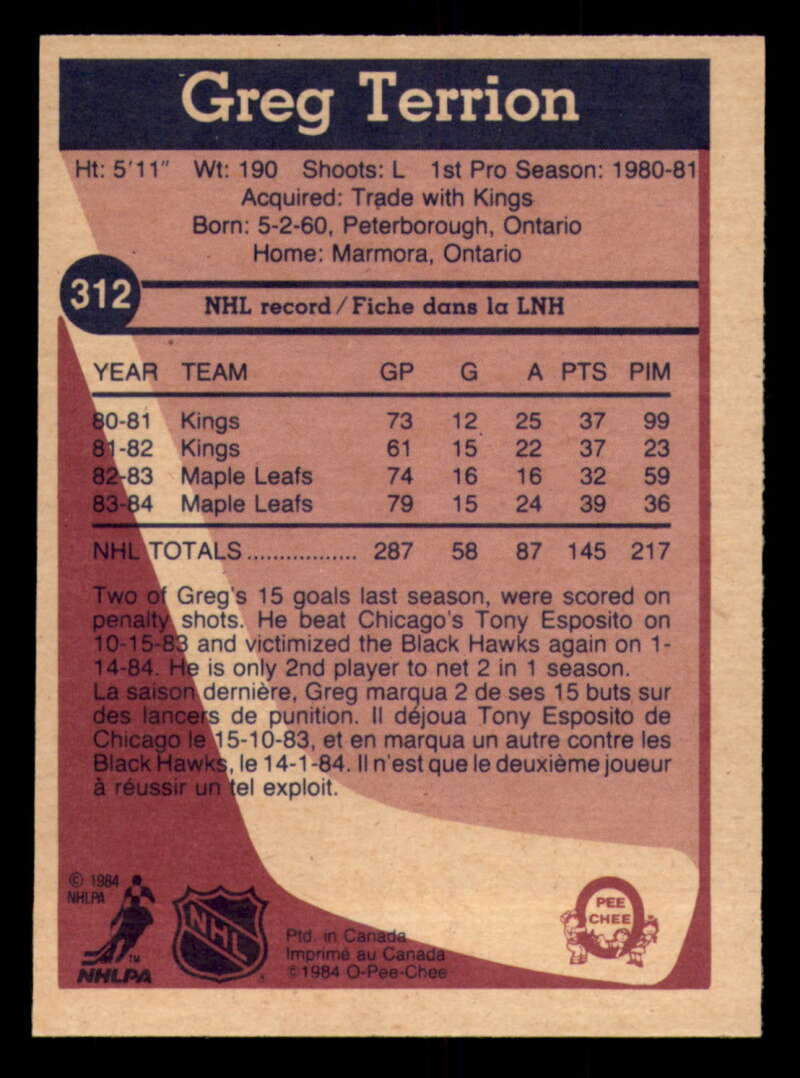 Greg Terrion
Ht: 5'11" Wt: 190 Shoots: L 1st Pro Season: 1980-81
Acquired: Trade with Kings
Born: 5-2-60, Peterborough, Ontario
Home: Marmora, Ontario
312
NHL record/Fiche dans la LNH
YEAR TEAM GP G A PTS PIM
80-81 Kings 73 12 25 37 99
81-82 Kings 61 15 22 37 23
82-83 Maple Leafs 74 16 16 32 59
83-84 Maple Leafs 79 15 24 39 36
NHL TOTALS................. 287 58 87 145 217
Two of Greg's 15 goals last season, were scored on
penalty shots. He beat Chicago's Tony Esposito on
10-15-83 and victimized the Black Hawks again on 1-
14-84. He is only 2nd player to net 2 in 1 season.
La saison dernière, Greg marqua 2 de ses 15 buts sur
des lancers de punition. Il déjoua Tony Esposito de
Chicago le 15-10-83, et en marqua un autre contre les
Black Hawks, le 14-1-84. Il n'est que le deuxième joueur
à réussir un tel exploit.
© 1984
NHLPA
TM
NHLPA
NHL
Ptd. in Canada
Imprimé au Canada
©1984 O-Pee-Chee
PEE
CHEE